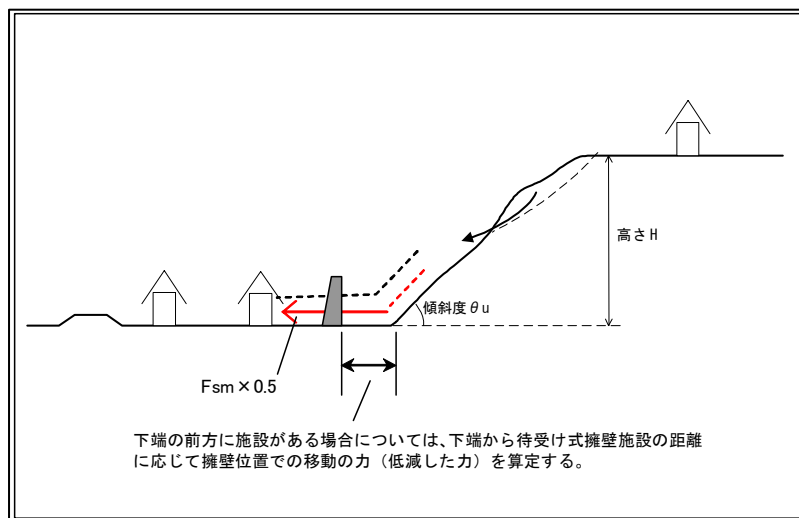 高さH
傾斜度θu
Fsm×0.5
下端の前方に施設がある場合については、下端から待受け式擁壁施設の距離
に応じて擁壁位置での移動の力（低減した力）を算定する。